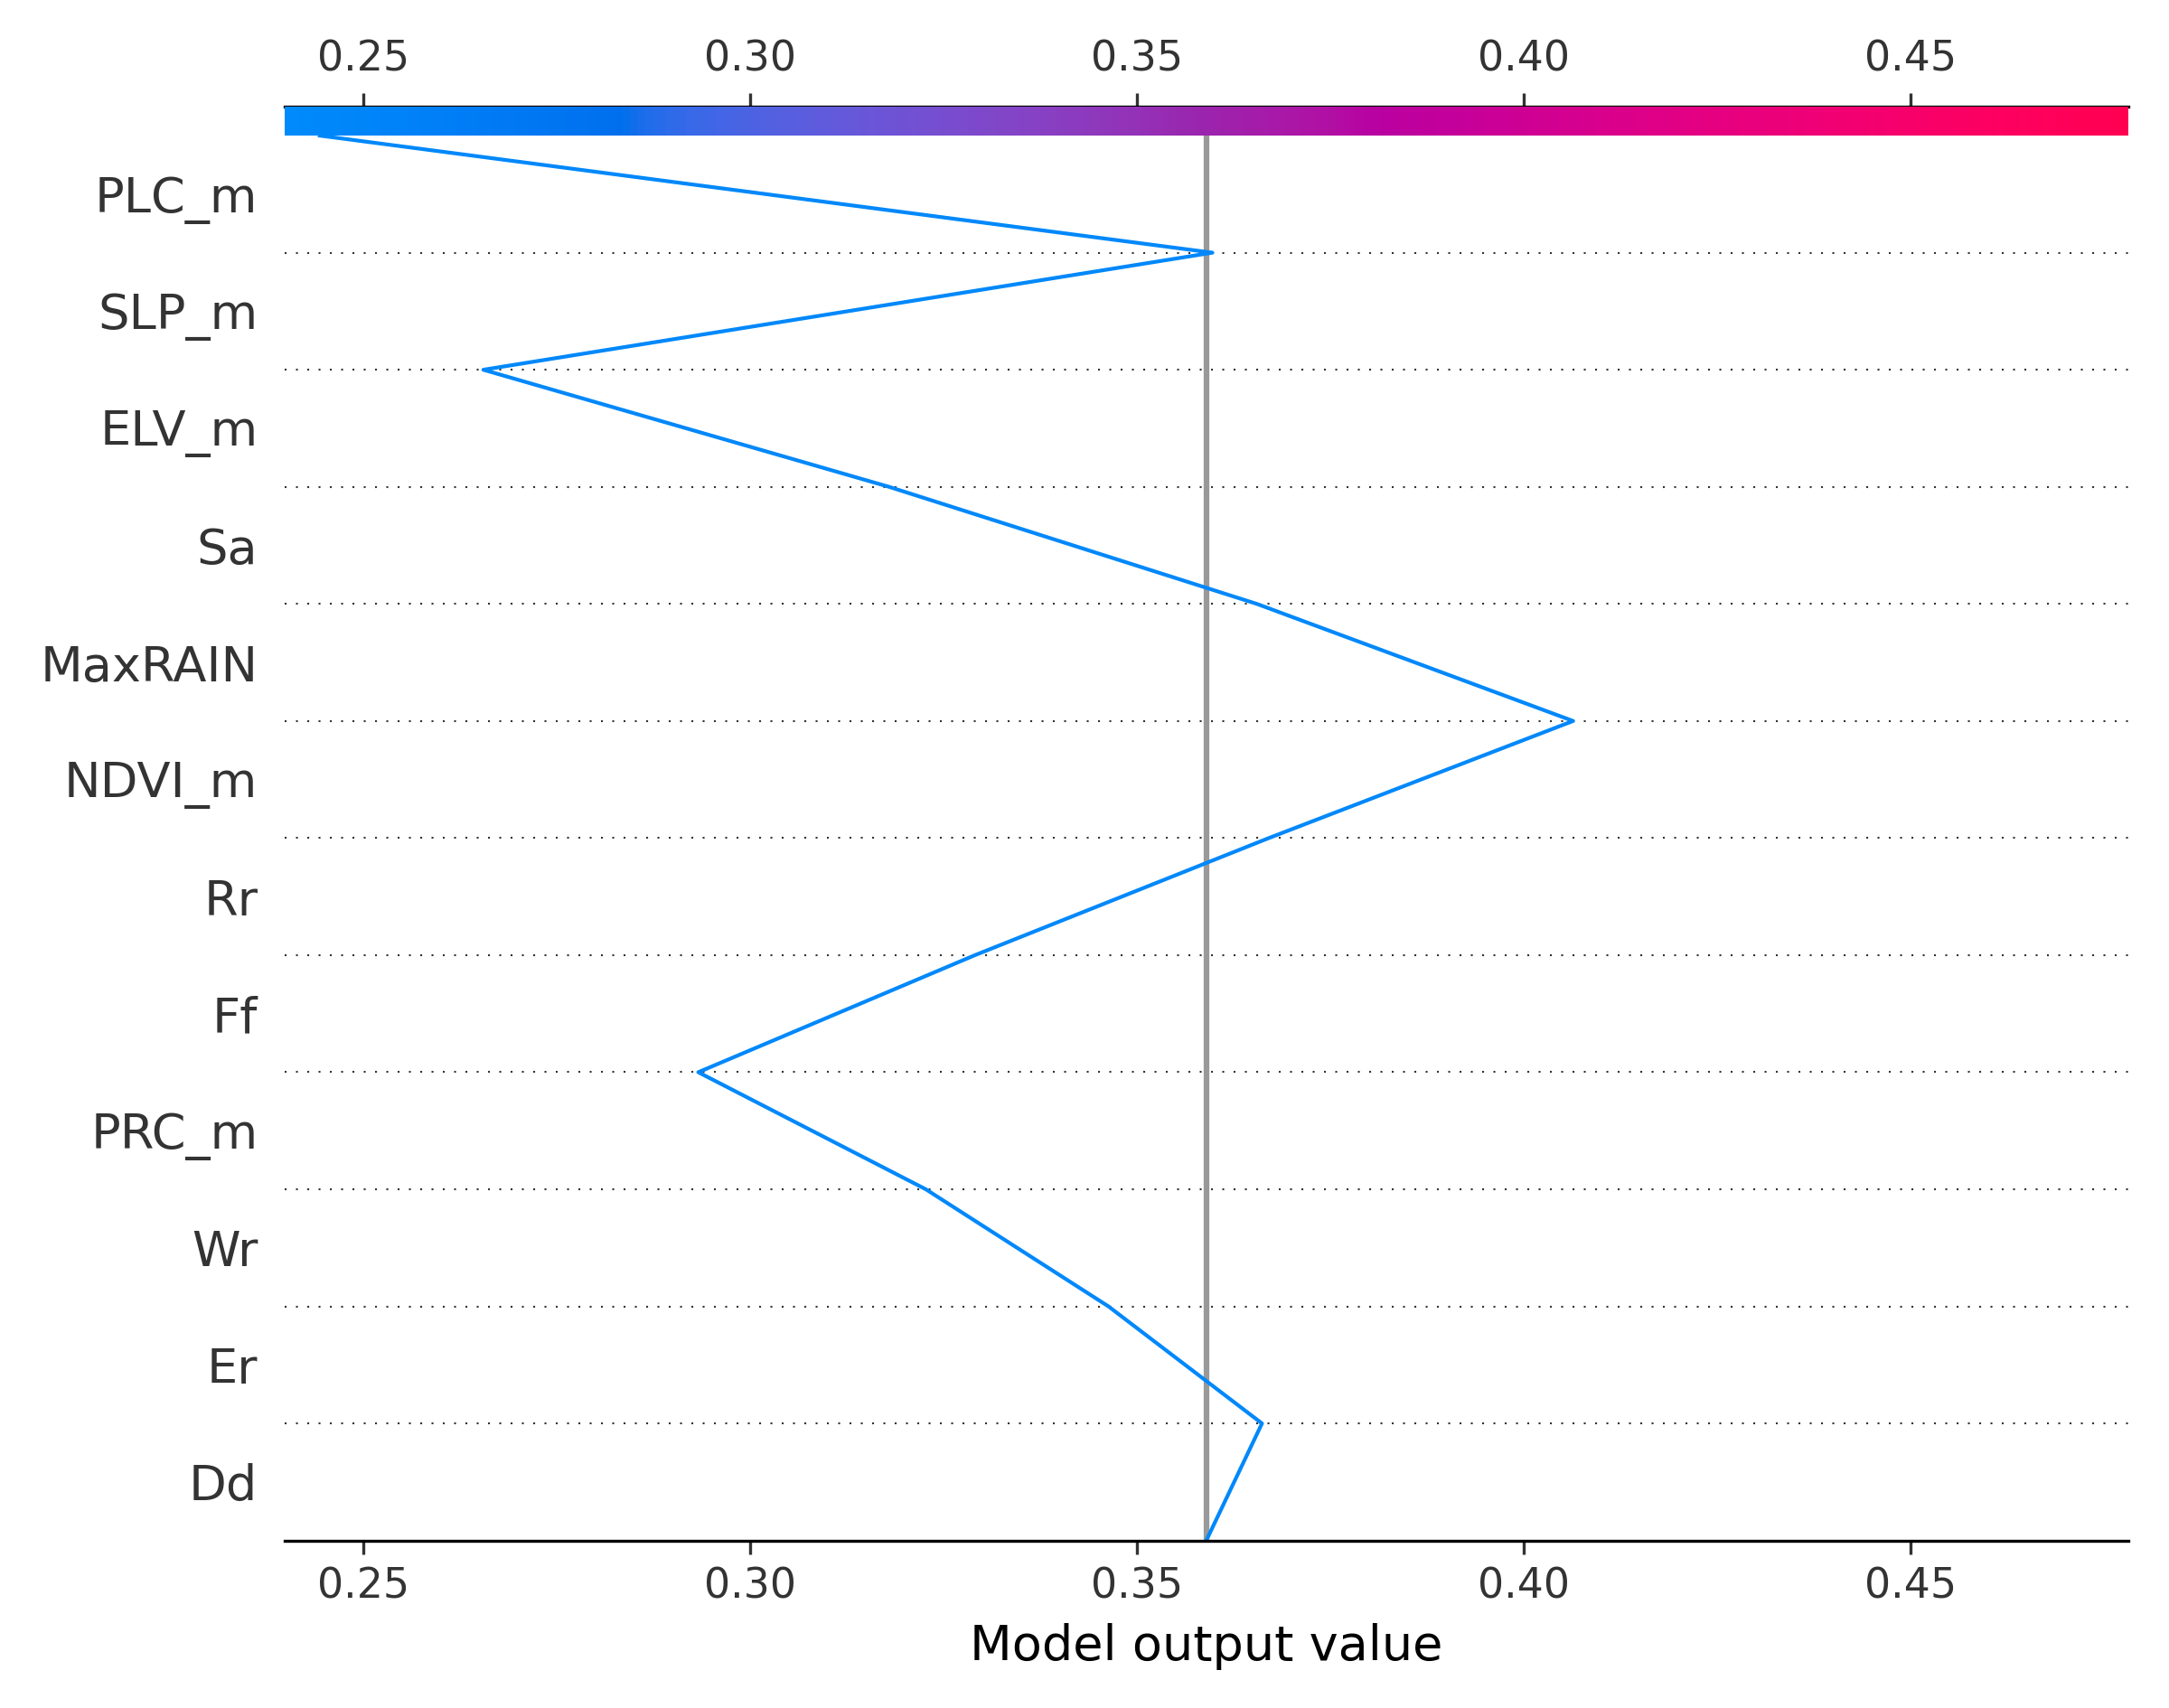 0.25 0.30 0.35 0.40 0.45
PLC_m
SLP_m
ELV_m
Sa
MaxRAIN
NDVI_m
Rr
Ff
PRC_m
Wr
Er
Dd
0.25 0.30 0.35 0.40 0.45
Model output value